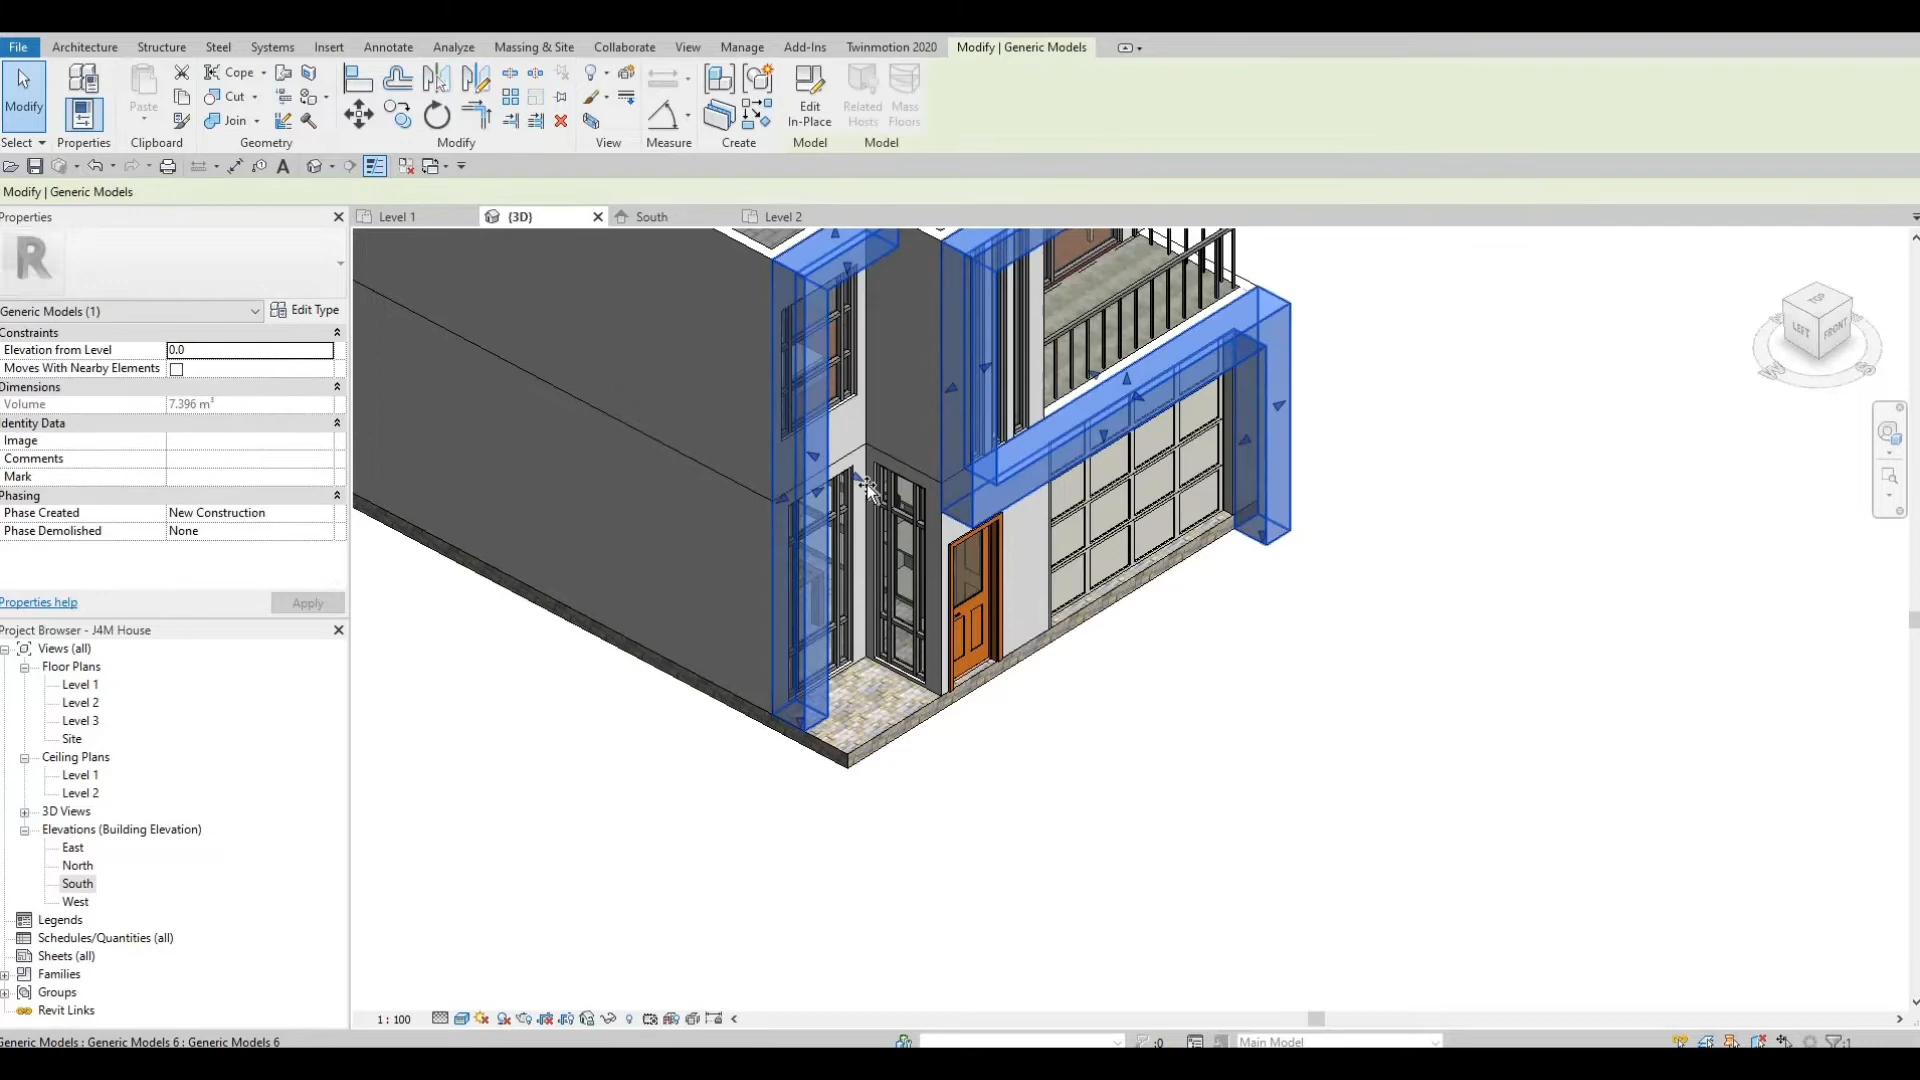 File Architecture Structure Steel Systems Insert Annotate Analyze Massing & Site Collaborate View Manage Add-Ins Twinmotion 2020 Modify | Generic Models
Modify Paste Cope Cut Join Edit In-Place Related Hosts Mass Floors
Select Properties Clipboard Geometry Modify View Measure Create Model Model
Modify | Generic Models
Properties
Level 1 {3D} South Level 2
R
Generic Models (1) Edit Type
Constraints
Elevation from Level 0.0
Moves With Nearby Elements
Dimensions
Volume 7.396 m³
Identity Data
Image
Comments
Mark
Phasing
Phase Created New Construction
Phase Demolished None
Properties help Apply
Project Browser - J4M House
Views (all)
Floor Plans
Level 1
Level 2
Level 3
Site
Ceiling Plans
Level 1
Level 2
3D Views
Elevations (Building Elevation)
East
North
South
West
Legends
Schedules/Quantities (all)
Sheets (all)
Families
Groups
Revit Links
TOP
LEFT FRONT
W S
1 : 100
Generic Models : Generic Models 6 : Generic Models 6 :0 Main Model :1